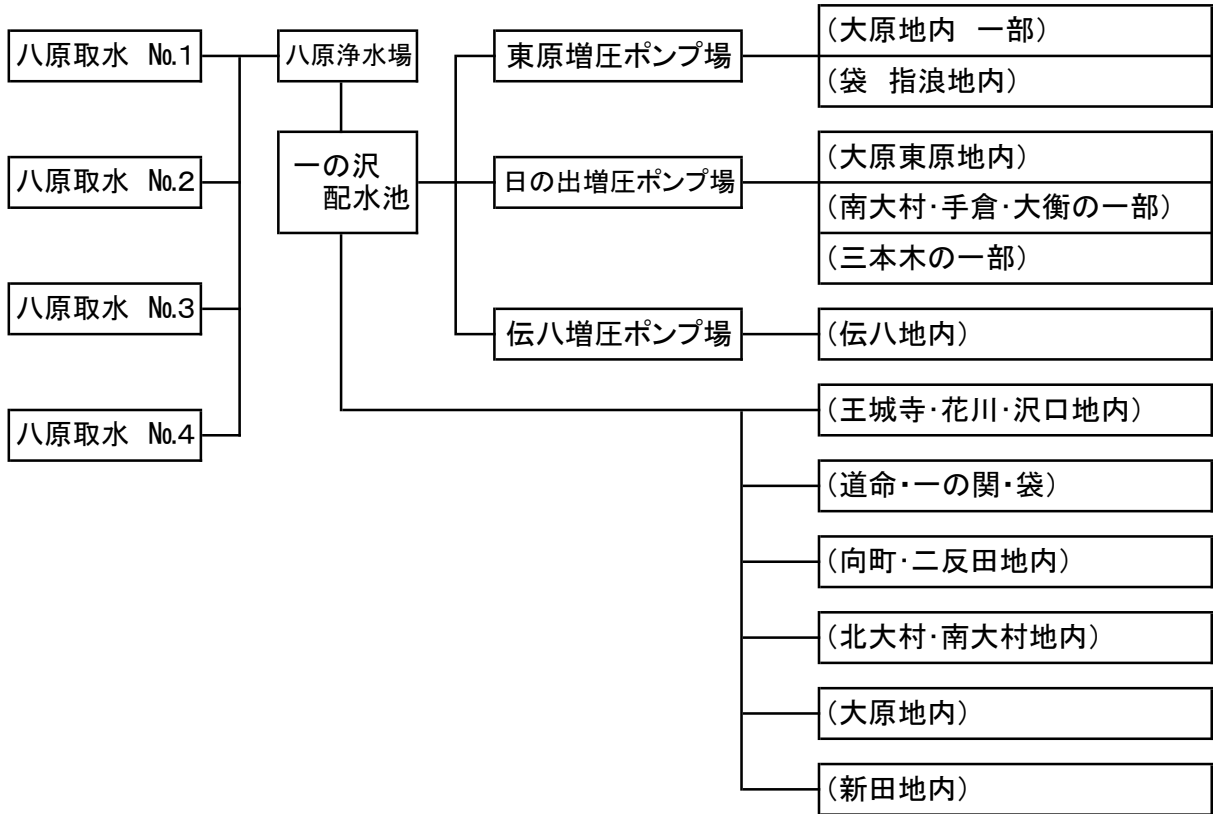 八原取水　№1
八原取水　№2
八原取水　№3
八原取水　№4
八原浄水場
一の沢
配水池
東原増圧ポンプ場
日の出増圧ポンプ場
伝八増圧ポンプ場
（大原地内　一部）
（袋　指浪地内）
（大原東原地内）
（南大村・手倉・大衡の一部）
（三本木の一部）
（伝八地内）
（王城寺・花川・沢口地内）
（道命・一の関・袋）
（向町・二反田地内）
（北大村・南大村地内）
（大原地内）
（新田地内）